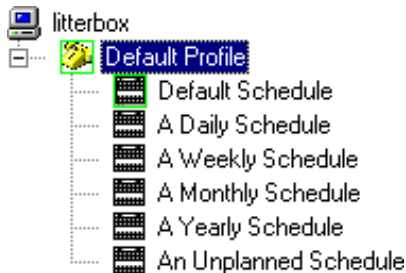 litterbox
Default Profile
Default Schedule
A Daily Schedule
A Weekly Schedule
A Monthly Schedule
A Yearly Schedule
An Unplanned Schedule